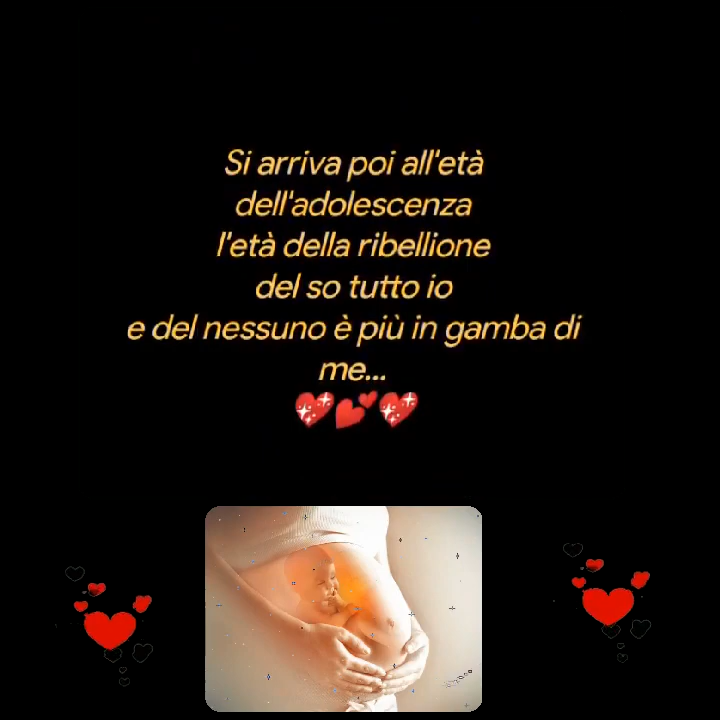 Si arriva poi all'età
dell'adolescenza
l'età della ribellione
del so tutto io
e del nessuno è più in gamba di
me...
💖💕💖